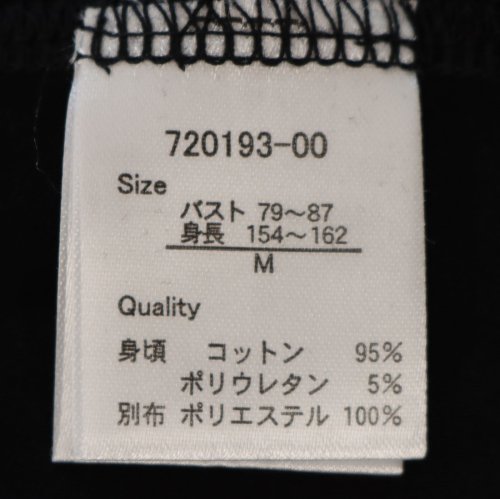 720193-00
Size
バスト 79～87
身長 154～162
M
Quality
身頃 コットン 95%
ポリウレタン 5%
別布 ポリエステル 100%